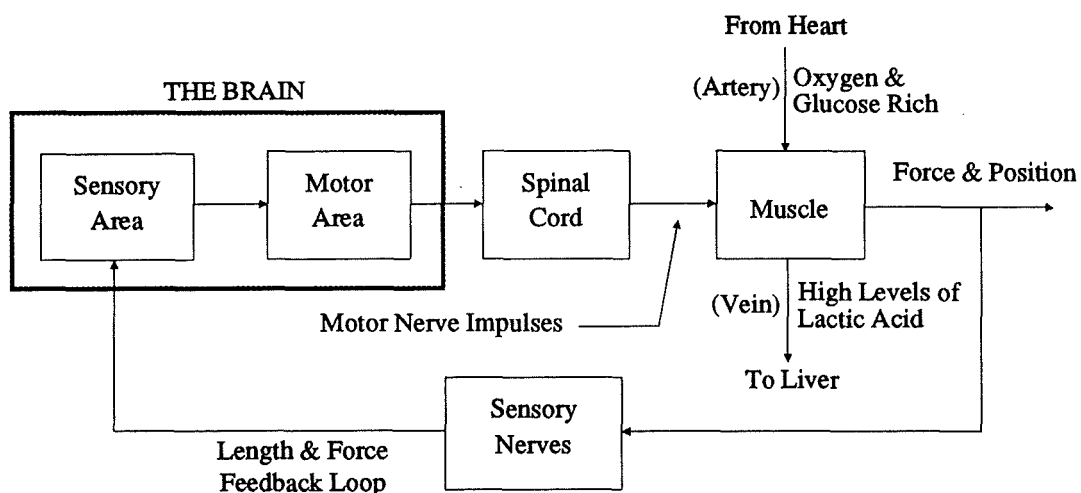 From Heart
(Artery)
Oxygen &
Glucose Rich
THE BRAIN
Sensory
Area
Motor
Area
Spinal
Cord
Muscle
Force & Position
Motor Nerve Impulses
(Vein)
High Levels of
Lactic Acid
To Liver
Sensory
Nerves
Length & Force
Feedback Loop